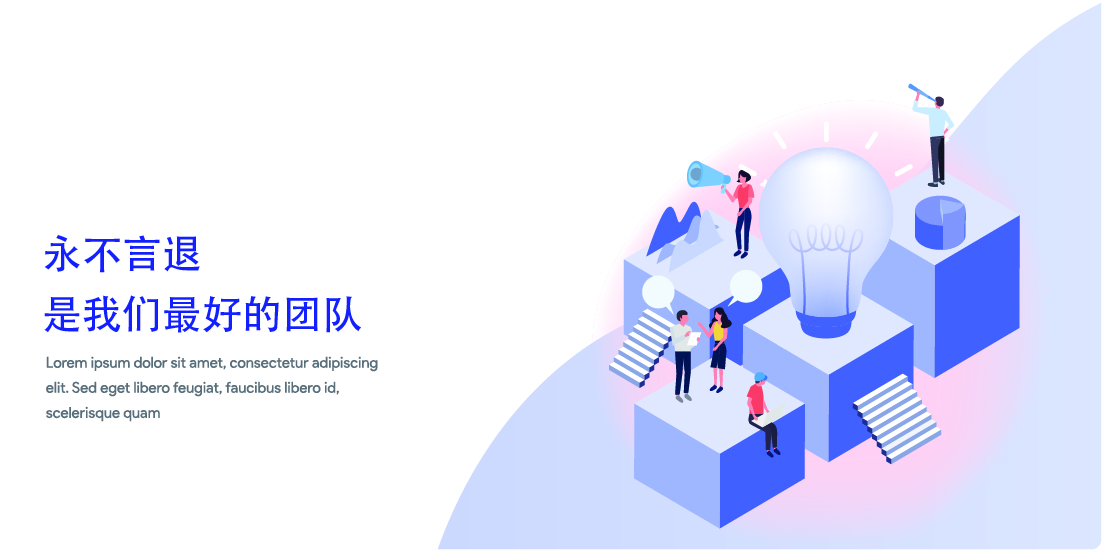 永不言退
是我们最好的团队
Lorem ipsum dolor sit amet, consectetur adipiscing
elit. Sed eget libero feugiat, faucibus libero id,
scelerisque quam